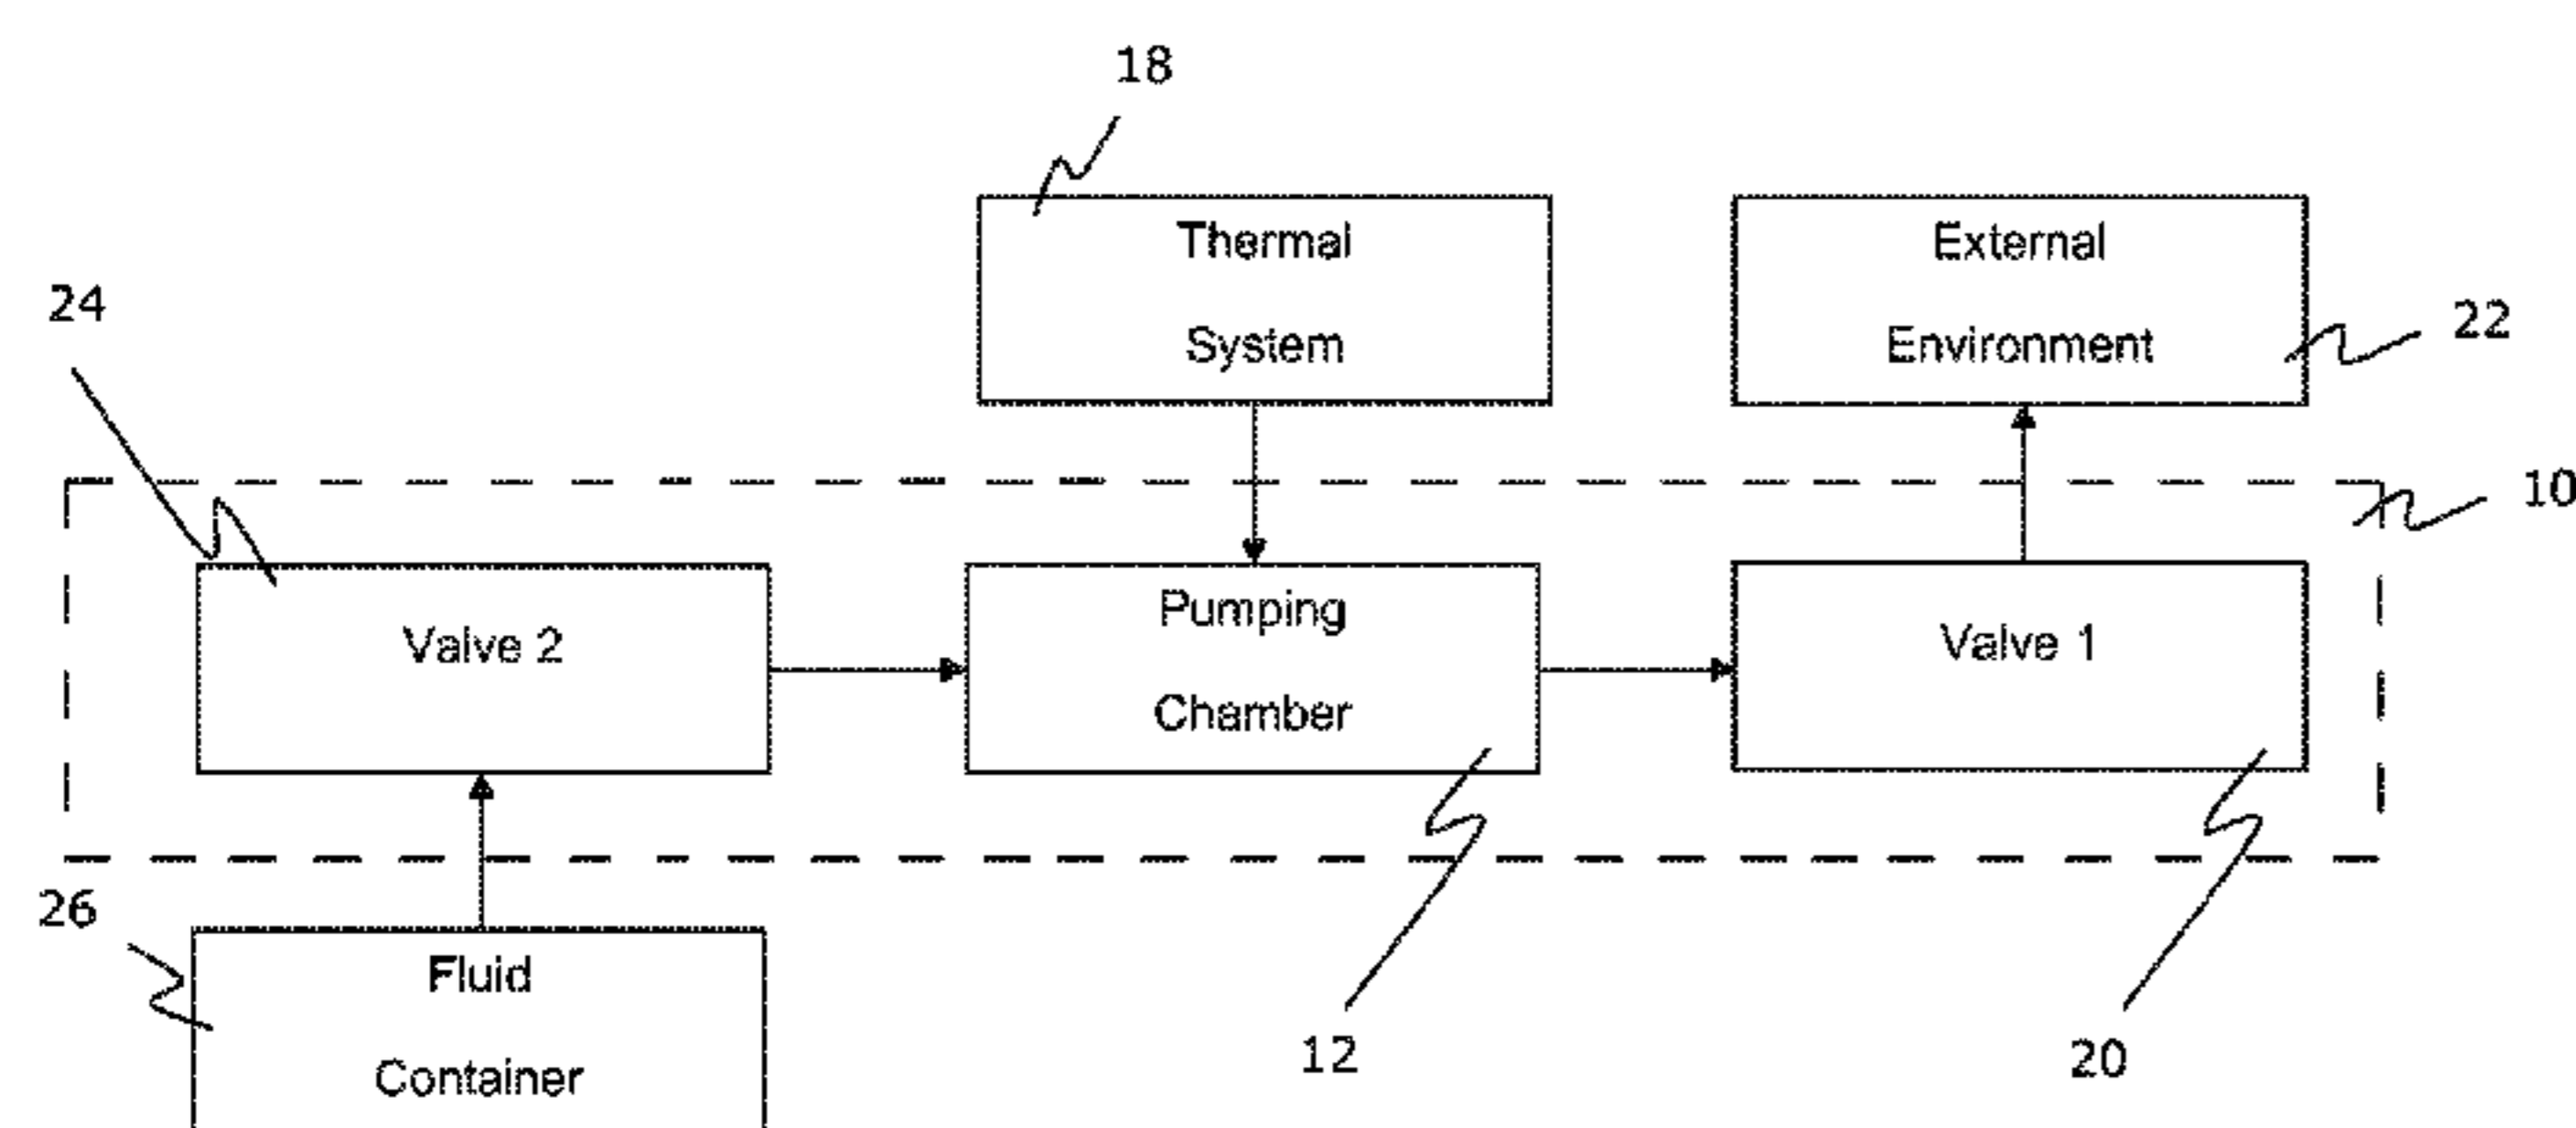 18
Thermal
System
External
Environment
22
24
10
Valve 2
Pumping
Chamber
Valve 1
26
Fluid
Container
12
20